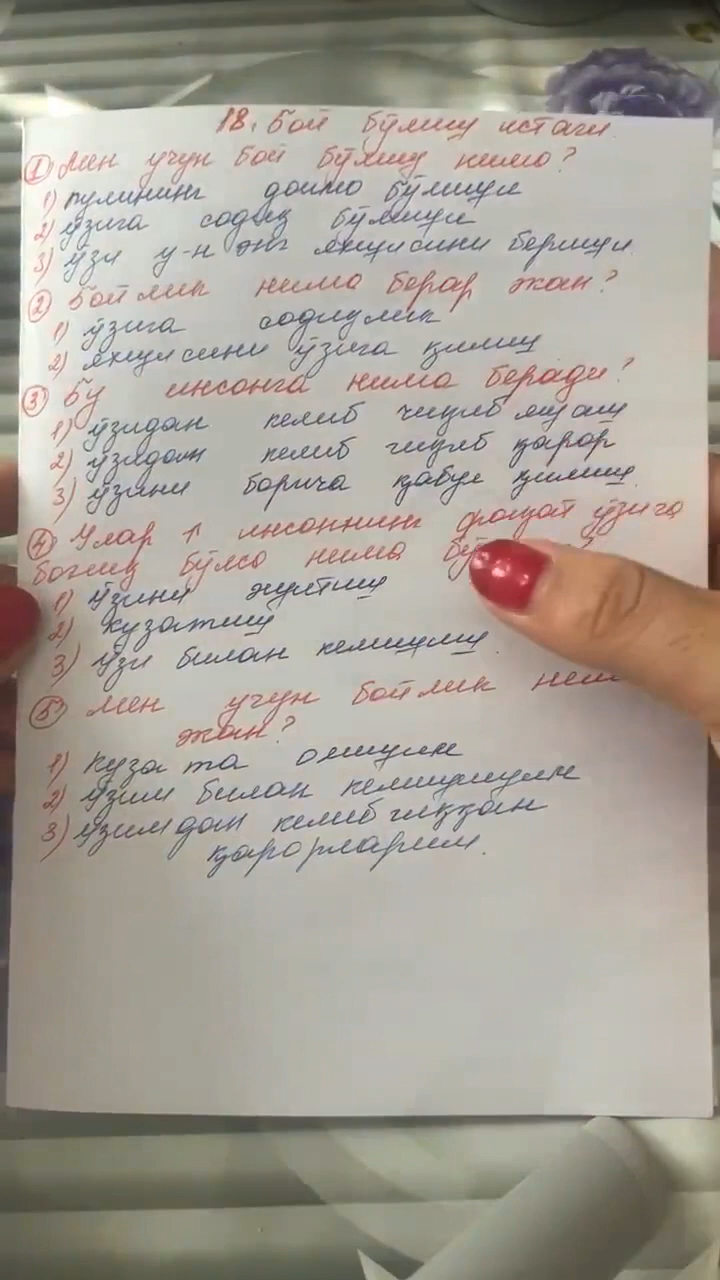 18. Бой бўлиш истаги.
① Мен учун бой бўлиш нима?
1) пулининг доимо бўлиши
2) ўзига содиқ бўлиши
3) ўзи у-н энг яхшисини бериши.
② Бойлик нима берар экан?
1) ўзига содиқлик
2) яхшисини ўзига қилиш
③ Бу инсонга нима беради?
1) ўзидан келиб чиқиб яшаш
2) ўзидан келиб чиқиб қарор
3) ўзини борича қабул қилиш.
④ Улар 1 инсоннинг фақат ўзига
боғлиқ бўлса нима
1) ўзини эшитиш
2) кузатиш
3) ўзи билан келишиш.
⑤ Мен учун бойлик
экан?
1) Кузата олишим
2) ўзим билан келишишим
3) ўзимдан келиб чиққан
қарорларим.